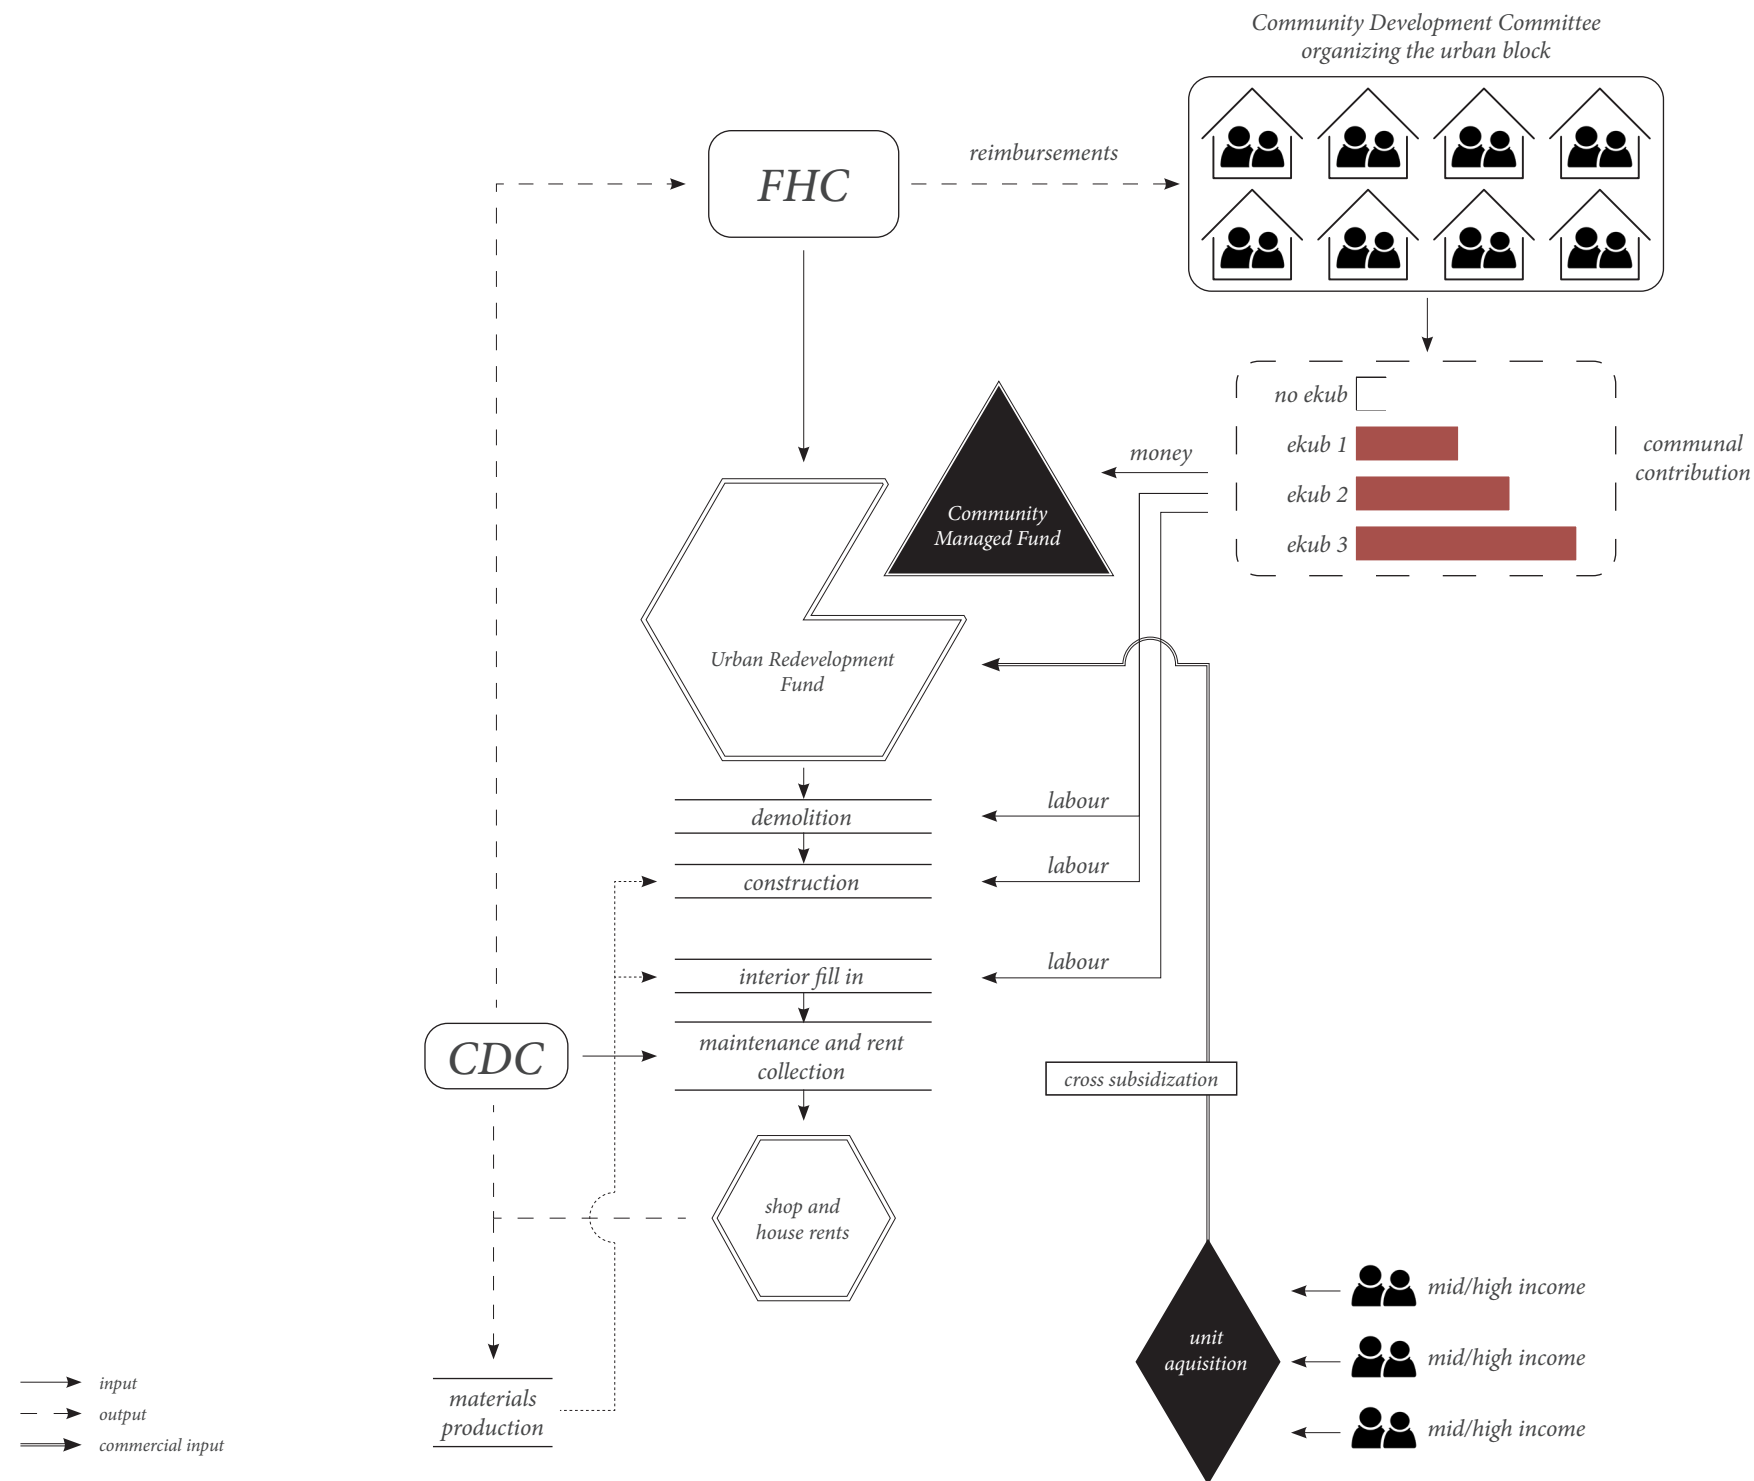 Community Development Committee
organizing the urban block
FHC
reimbursements
no ekub
ekub 1
ekub 2
ekub 3
communal
contribution
money
Community
Managed Fund
Urban Redevelopment
Fund
demolition
labour
construction
labour
interior fill in
labour
CDC
maintenance and rent
collection
cross subsidization
shop and
house rents
unit
aquisition
mid/high income
mid/high income
mid/high income
materials
production
input
output
commercial input